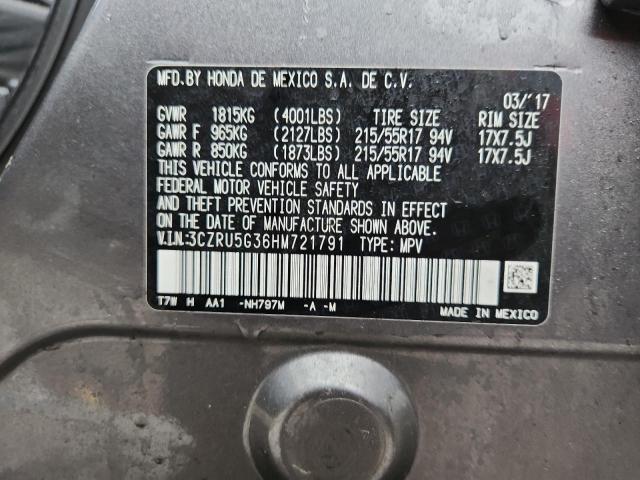 MFD.BY HONDA DE MEXICO S.A. DE C.V.
03/'17
GVWR 1815KG (4001LBS) TIRE SIZE RIM SIZE
GAWR F 965KG (2127LBS) 215/55R17 94V 17X7.5J
GAWR R 850KG (1873LBS) 215/55R17 94V 17X7.5J
THIS VEHICLE CONFORMS TO ALL APPLICABLE
FEDERAL MOTOR VEHICLE SAFETY
AND THEFT PREVENTION STANDARDS IN EFFECT
ON THE DATE OF MANUFACTURE SHOWN ABOVE.
V.I.N:3CZRU5G36HM721791 TYPE: MPV
T7W H AA1 -NH797M -A -M
MADE IN MEXICO